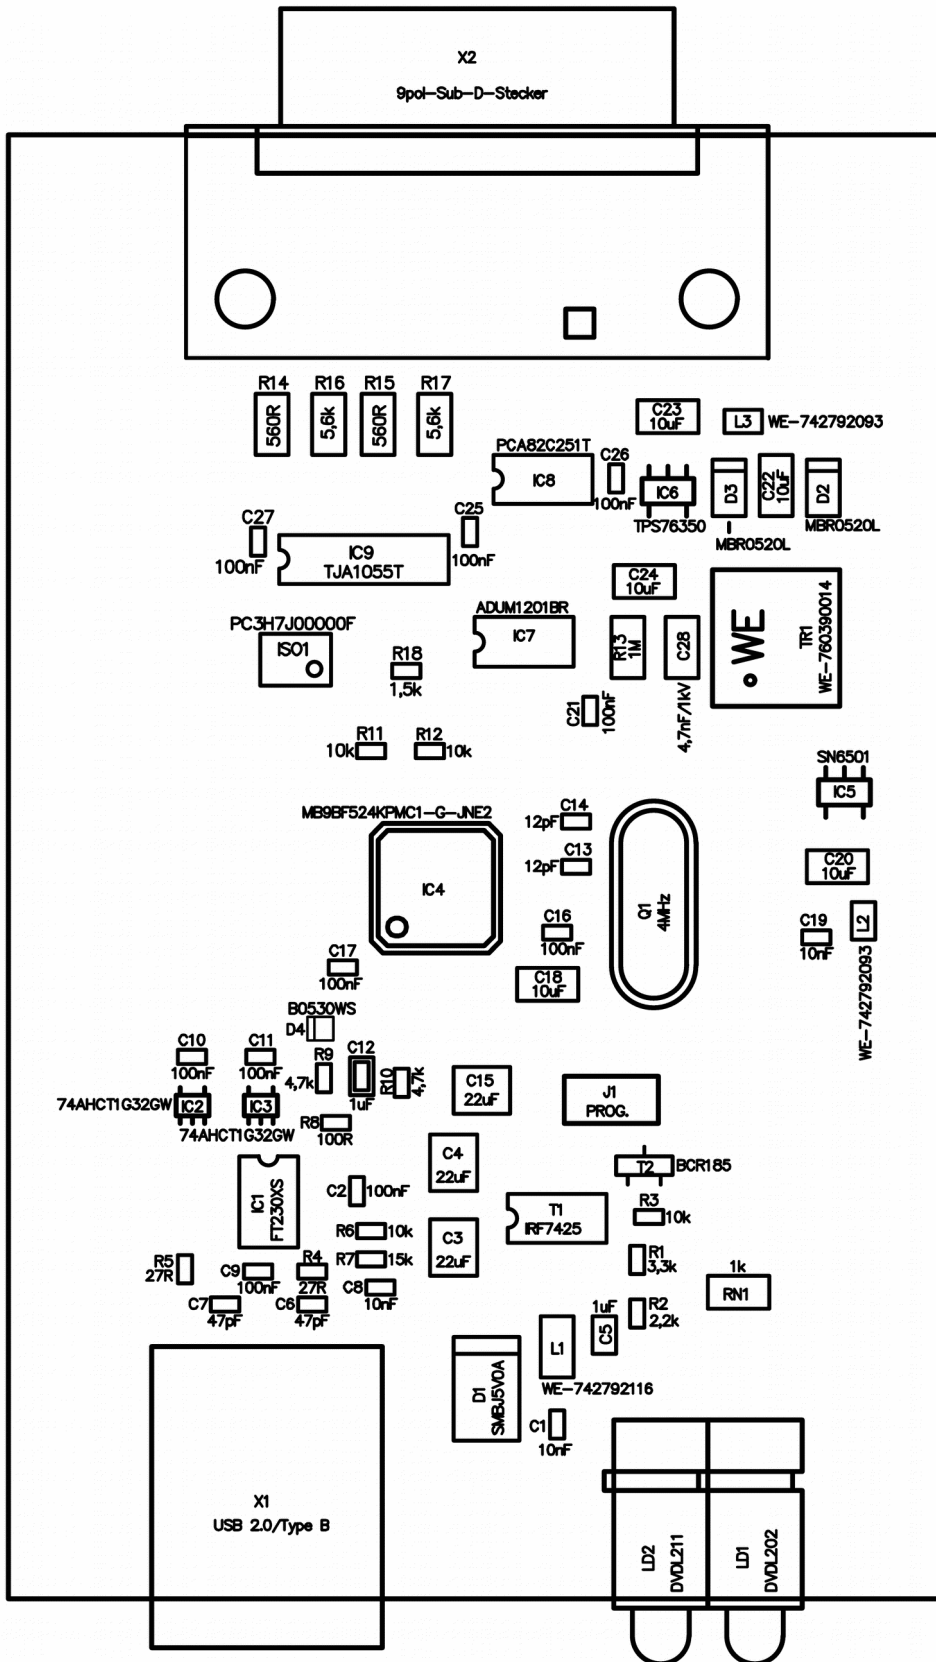 X2
9pol-Sub-D-Stecker
R14
560R
R16
5,6k
R15
560R
R17
5,6k
C23
10uF
L3
WE-742792093
PCA82C251T
IC8
C26
100nF
IC6
TPS76350
D3
MBR0520L
C22
10uF
D2
MBR0520L
C27
100nF
IC9
TJA1055T
C25
100nF
C24
10uF
PC3H7J00000F
ISO1
R18
1,5k
ADUM1201BR
IC7
R13
1M
C28
4,7nF/1kV
WE
TR1
WE-760390014
C21
100nF
R11
10k
R12
10k
SN6501
IC5
MB9BF524KPMC1-G-JNE2
IC4
C14
12pF
C13
12pF
Q1
4MHz
C20
10uF
C16
100nF
C19
10nF
L2
WE-742792093
C17
100nF
C18
10uF
B0530WS
D4
C10
100nF
C11
100nF
R9
4,7k
C12
1uF
R10
4,7k
C15
22uF
J1
PROG.
74AHCT1G32GW
IC2
IC3
74AHCT1G32GW
R8
100R
C4
22uF
T2
BCR185
IC1
FT230XS
C2
100nF
T1
IRF7425
R3
10k
R6
10k
C3
22uF
R7
15k
R1
3,3k
R5
27R
C9
100nF
R4
27R
C8
10nF
1k
RN1
C7
47pF
C6
47pF
1uF
C5
R2
2,2k
L1
WE-742792116
D1
SMBJ5V0A
C1
10nF
X1
USB 2.0/Type B
LD2
DVDL211
LD1
DVDL202